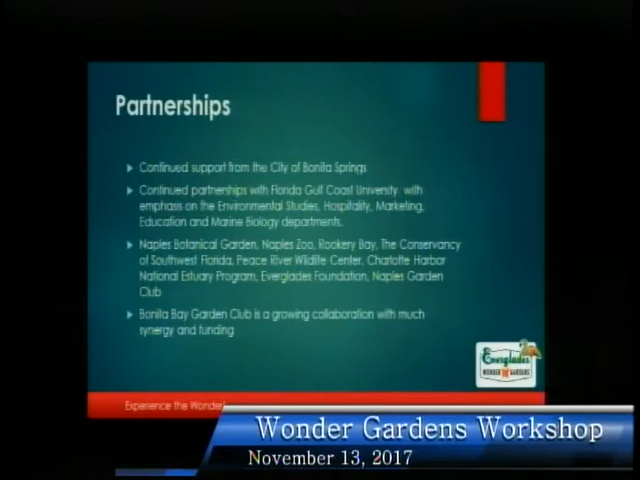 Partnerships
Continued support from the City of Bonita Springs
Continued partnerships with Florida Gulf Coast University with
emphasis on the Environmental Studies, Hospitality, Marketing,
Education and Marine Biology departments.
Naples Botanical Garden, Naples Zoo, Rookery Bay, The Conservancy
of Southwest Florida, Peace River Wildlife Center, Charlotte Harbor
National Estuary Program, Everglades Foundation, Naples Garden
Club
Bonita Bay Garden Club is a growing collaboration with much
synergy and funding
Everglades
WONDER GARDENS
Experience the Wonder!
Wonder Gardens Workshop
November 13, 2017